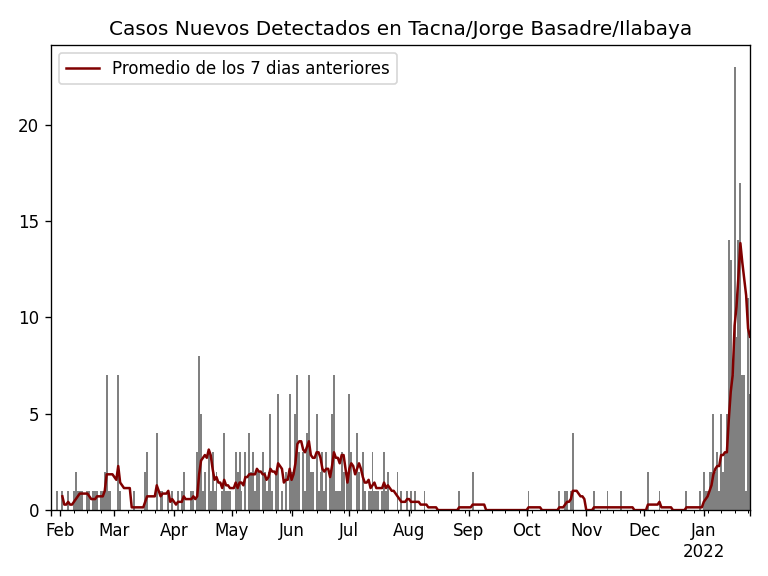 Casos Nuevos Detectados en Tacna/Jorge Basadre/Ilabaya
Promedio de los 7 dias anteriores
20
15
10
5
0
Feb Mar Apr May Jun Jul Aug Sep Oct Nov Dec Jan
2022